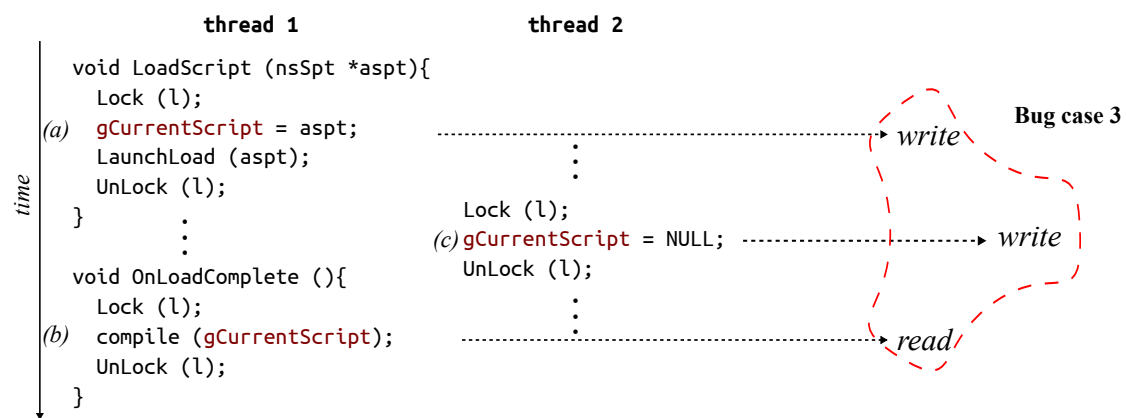 thread 1
thread 2
void LoadScript (nsSpt *aspt){
Lock (l);
(a) gCurrentScript = aspt;
LaunchLoad (aspt);
UnLock (l);
}
void OnLoadComplete (){
Lock (l);
(b) compile (gCurrentScript);
UnLock (l);
}
Lock (l);
(c) gCurrentScript = NULL;
UnLock (l);
write
write
read
Bug case 3
time